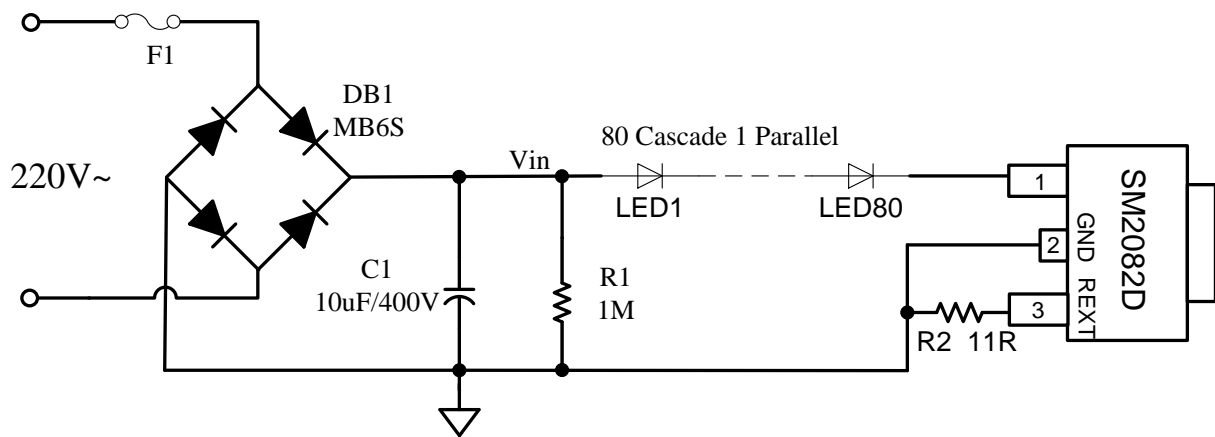 F1
DB1
MB6S
220V~
Vin
80 Cascade 1 Parallel
LED1
LED80
C1
10uF/400V
R1
1M
R2 11R
1
2
3
GND
REXT
SM2082D